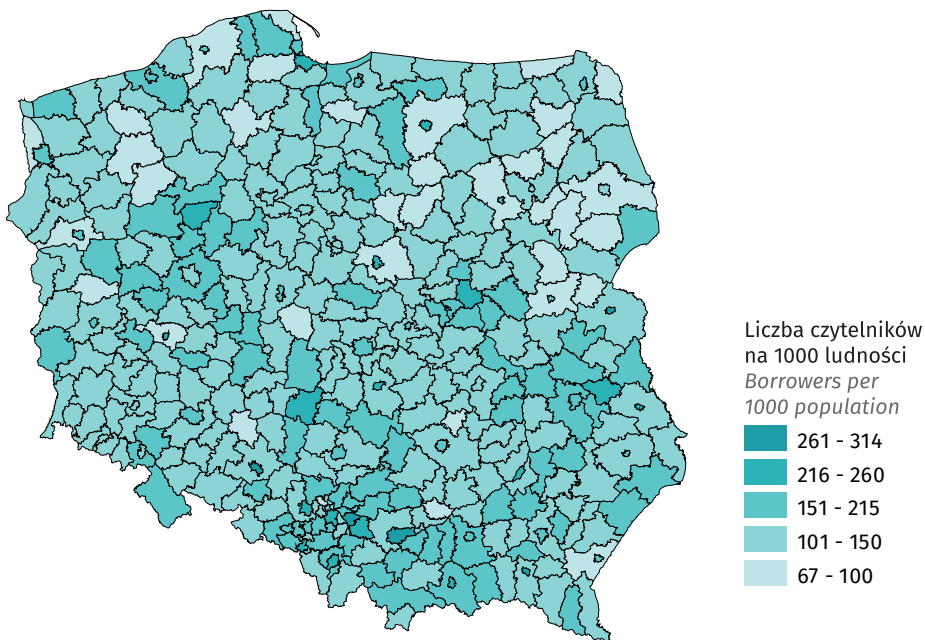 Liczba czytelników
na 1000 ludności
Borrowers per
1000 population
261 - 314
216 - 260
151 - 215
101 - 150
67 - 100